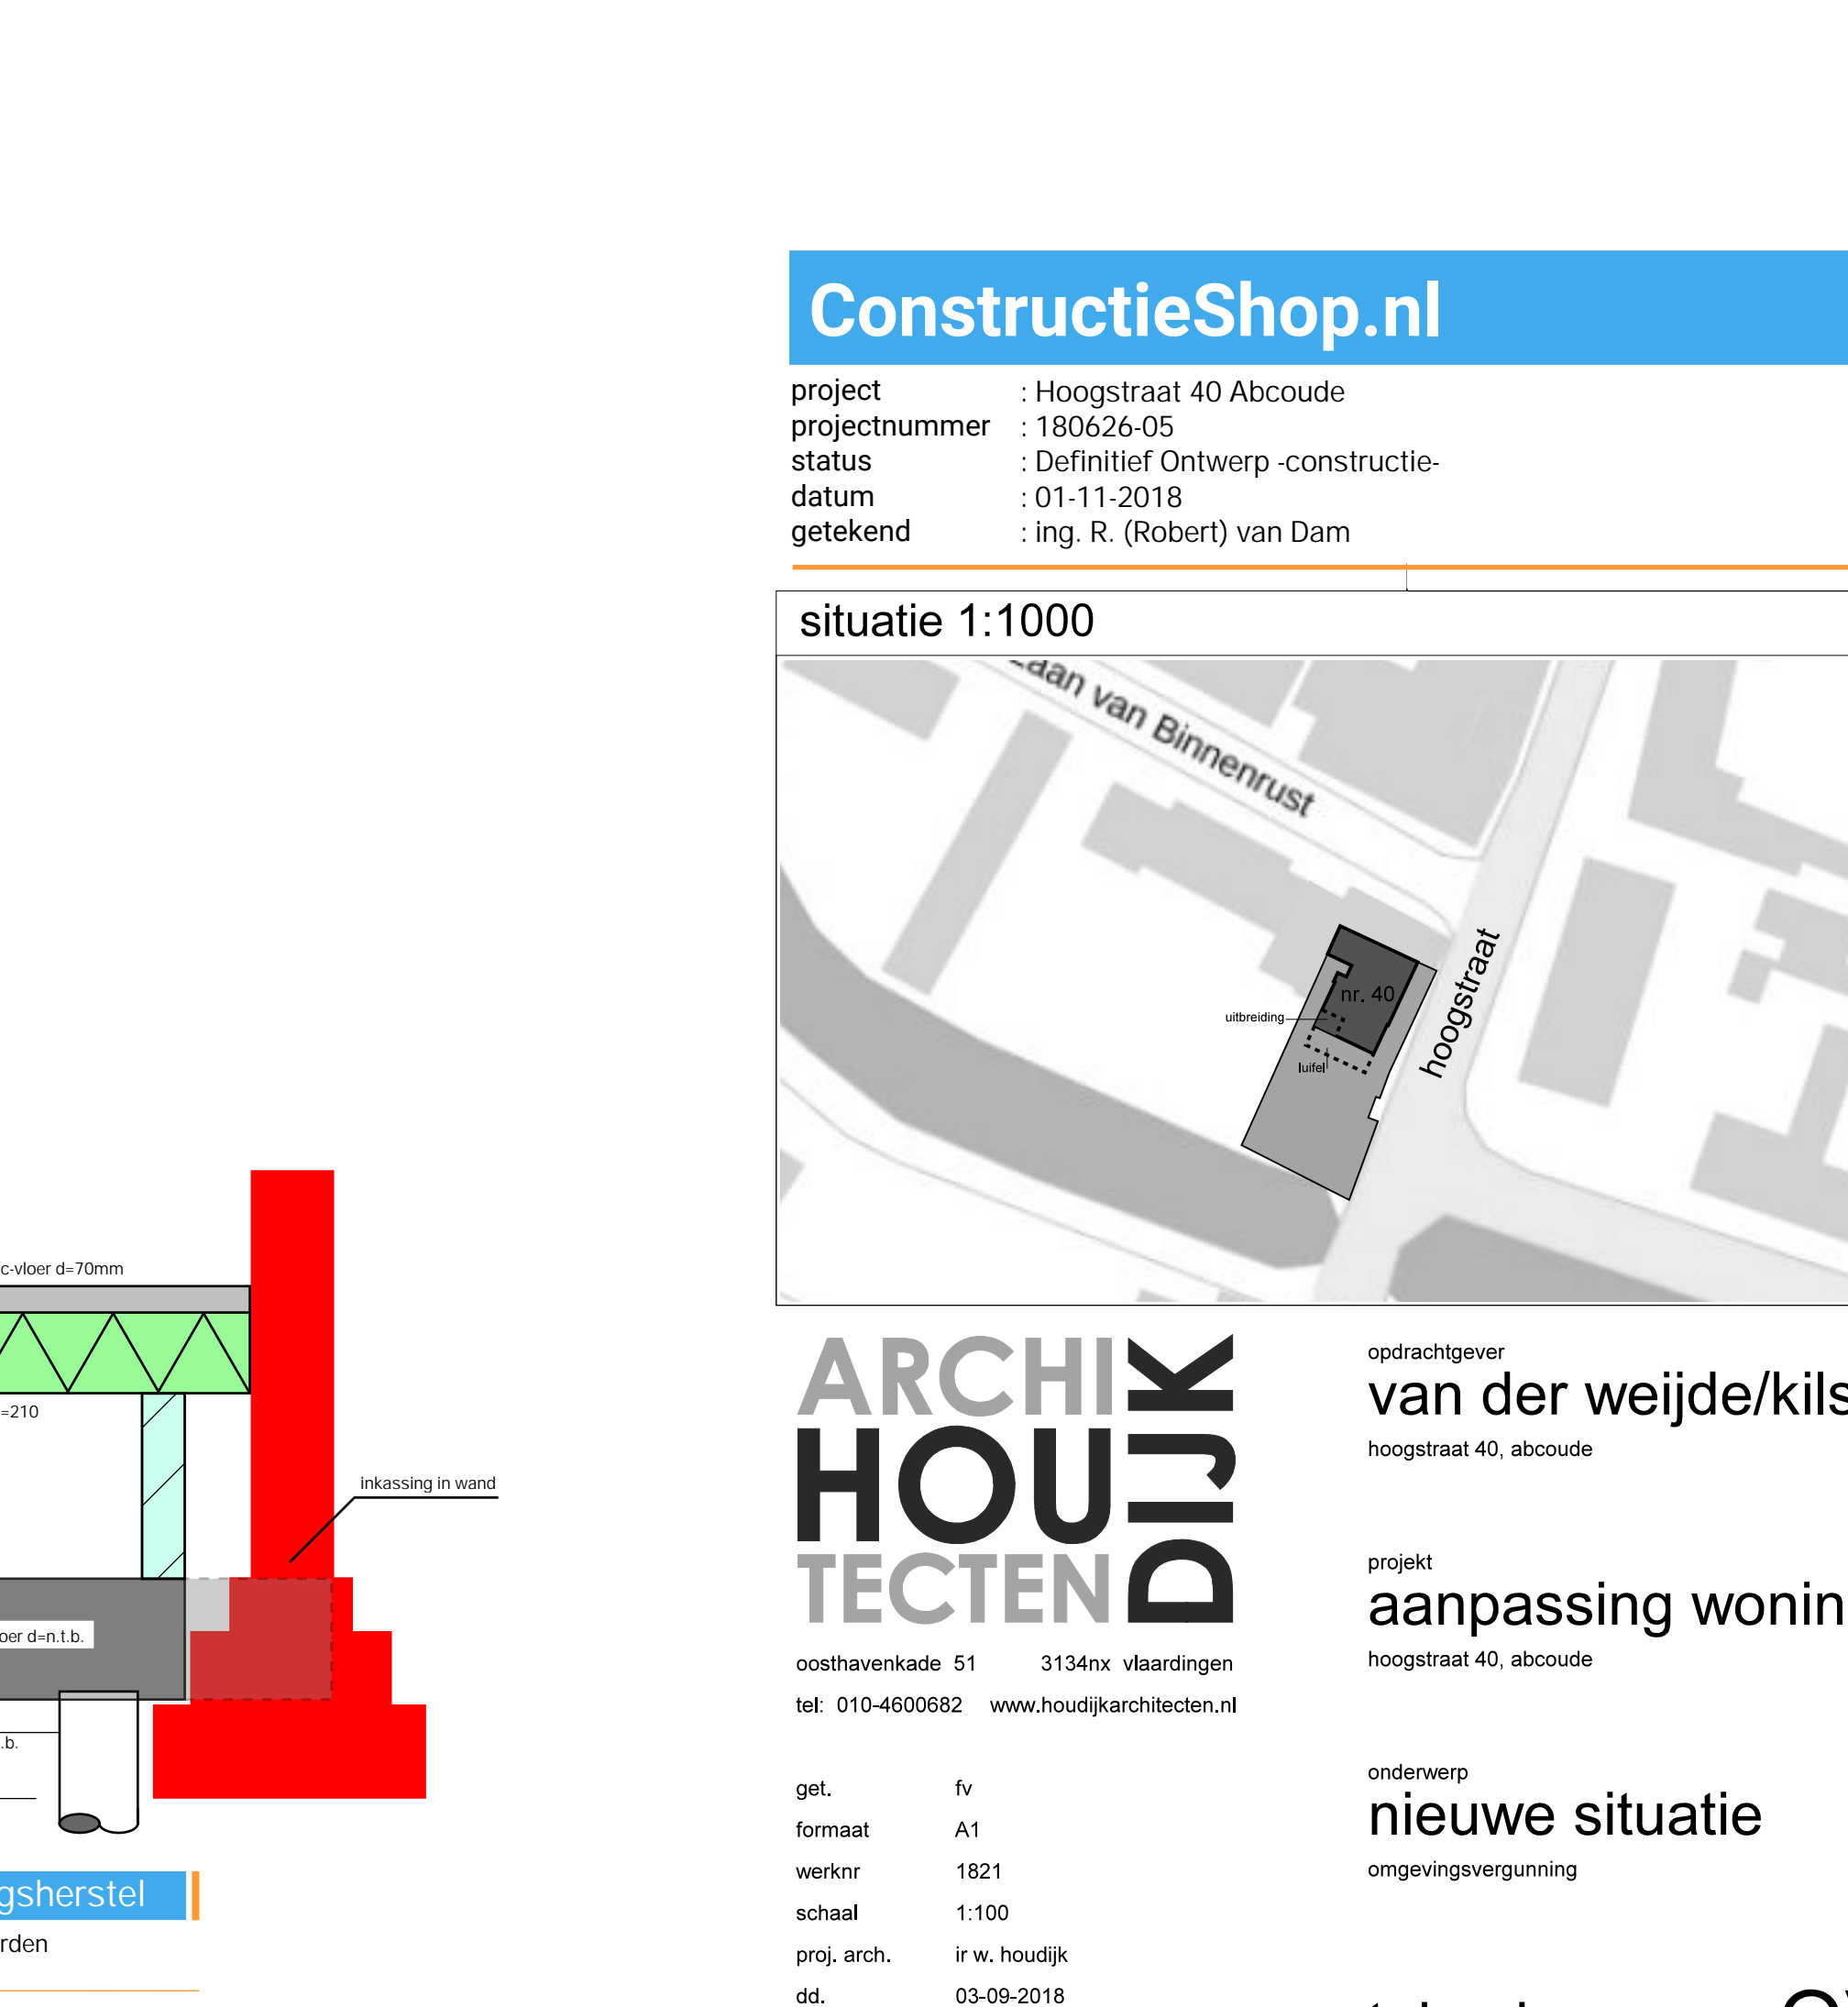 ConstructieShop.nl
project : Hoogstraat 40 Abcoude
projectnummer : 180626-05
status : Definitief Ontwerp -constructie-
datum : 01-11-2018
getekend : ing. R. (Robert) van Dam
situatie 1:1000
Laan van Binnenrust
hoogstraat
nr. 40
uitbreiding
luifel
c-vloer d=70mm
=210
inkassing in wand
oer d=n.t.b.
.b.
gsherstel
rden
ARCHI
HOU
TECTEN
DIJK
oosthavenkade 51 3134nx vlaardingen
tel: 010-4600682 www.houdijkarchitecten.nl
get. fv
formaat A1
werknr 1821
schaal 1:100
proj. arch. ir w. houdijk
dd. 03-09-2018
opdrachtgever
van der weijde/kils
hoogstraat 40, abcoude
projekt
aanpassing wonin
hoogstraat 40, abcoude
onderwerp
nieuwe situatie
omgevingsvergunning